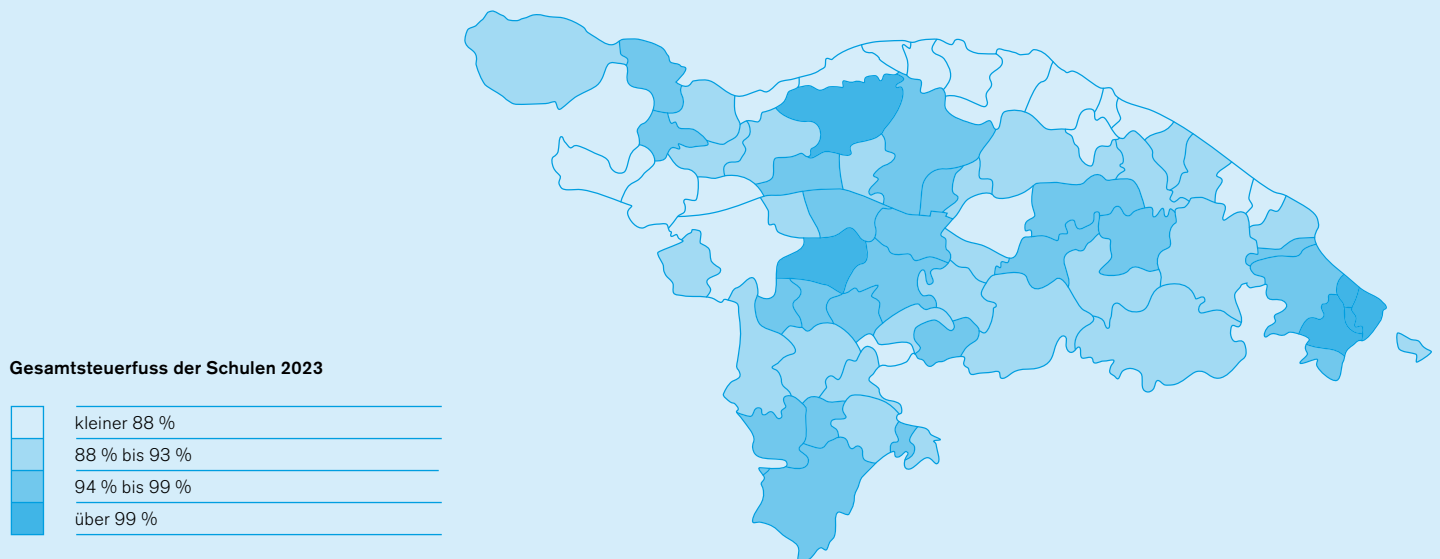 Gesamtsteuerfuss der Schulen 2023
kleiner 88 %
88 % bis 93 %
94 % bis 99 %
über 99 %